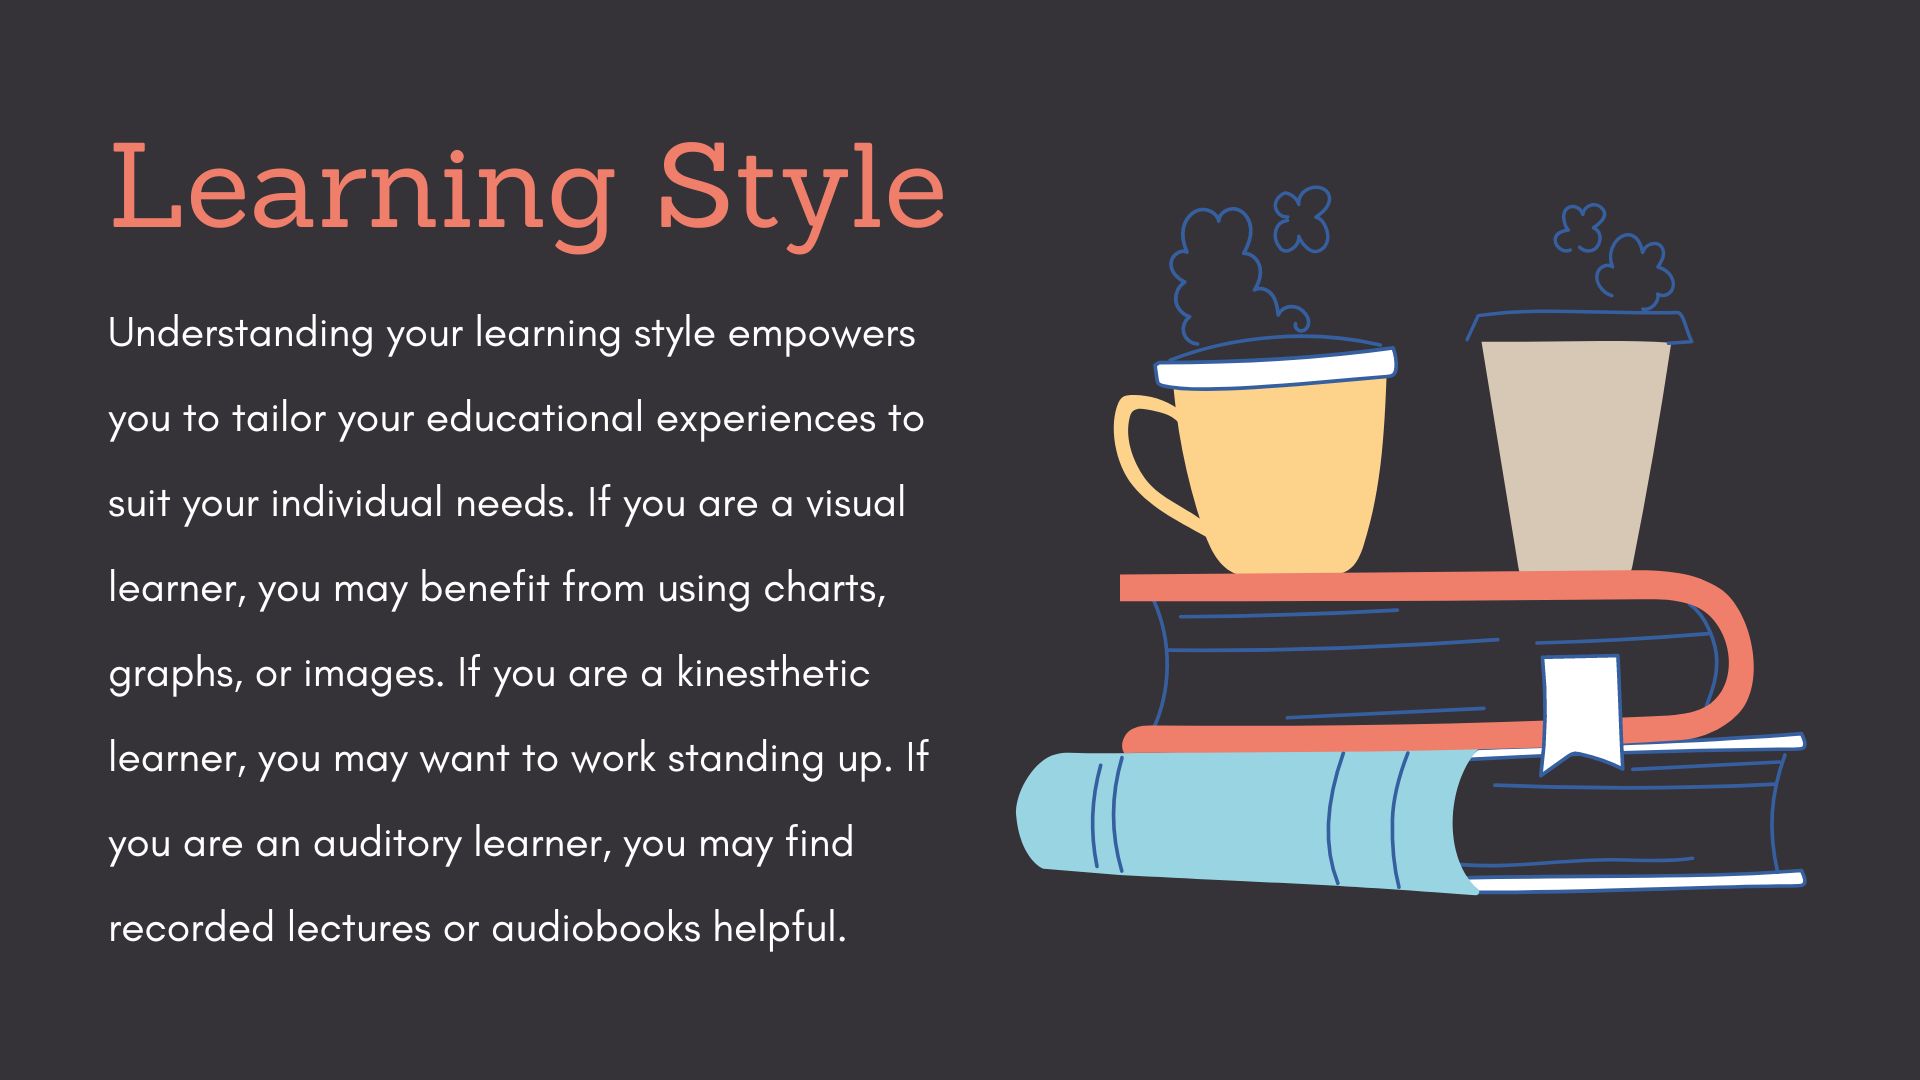 Learning Style
Understanding your learning style empowers
you to tailor your educational experiences to
suit your individual needs. If you are a visual
learner, you may benefit from using charts,
graphs, or images. If you are a kinesthetic
learner, you may want to work standing up. If
you are an auditory learner, you may find
recorded lectures or audiobooks helpful.